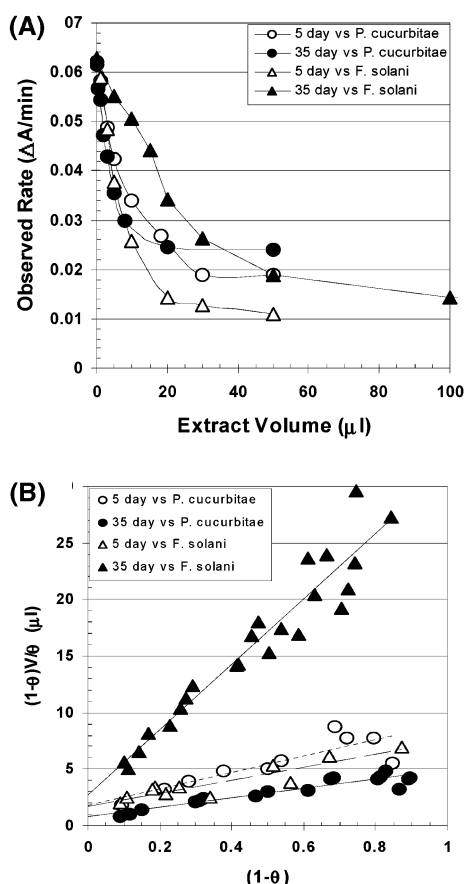 (A)
5 day vs P. cucurbitae
35 day vs P. cucurbitae
5 day vs F. solani
35 day vs F. solani
Observed Rate (ΔA/min)
0.07
0.06
0.05
0.04
0.03
0.02
0.01
0
0 20 40 60 80 100
Extract Volume (μl)
(B)
5 day vs P. cucurbitae
35 day vs P. cucurbitae
5 day vs F. solani
35 day vs F. solani
(1-θ)V/θ (μl)
25
20
15
10
5
0
0 0.2 0.4 0.6 0.8 1
(1-θ)